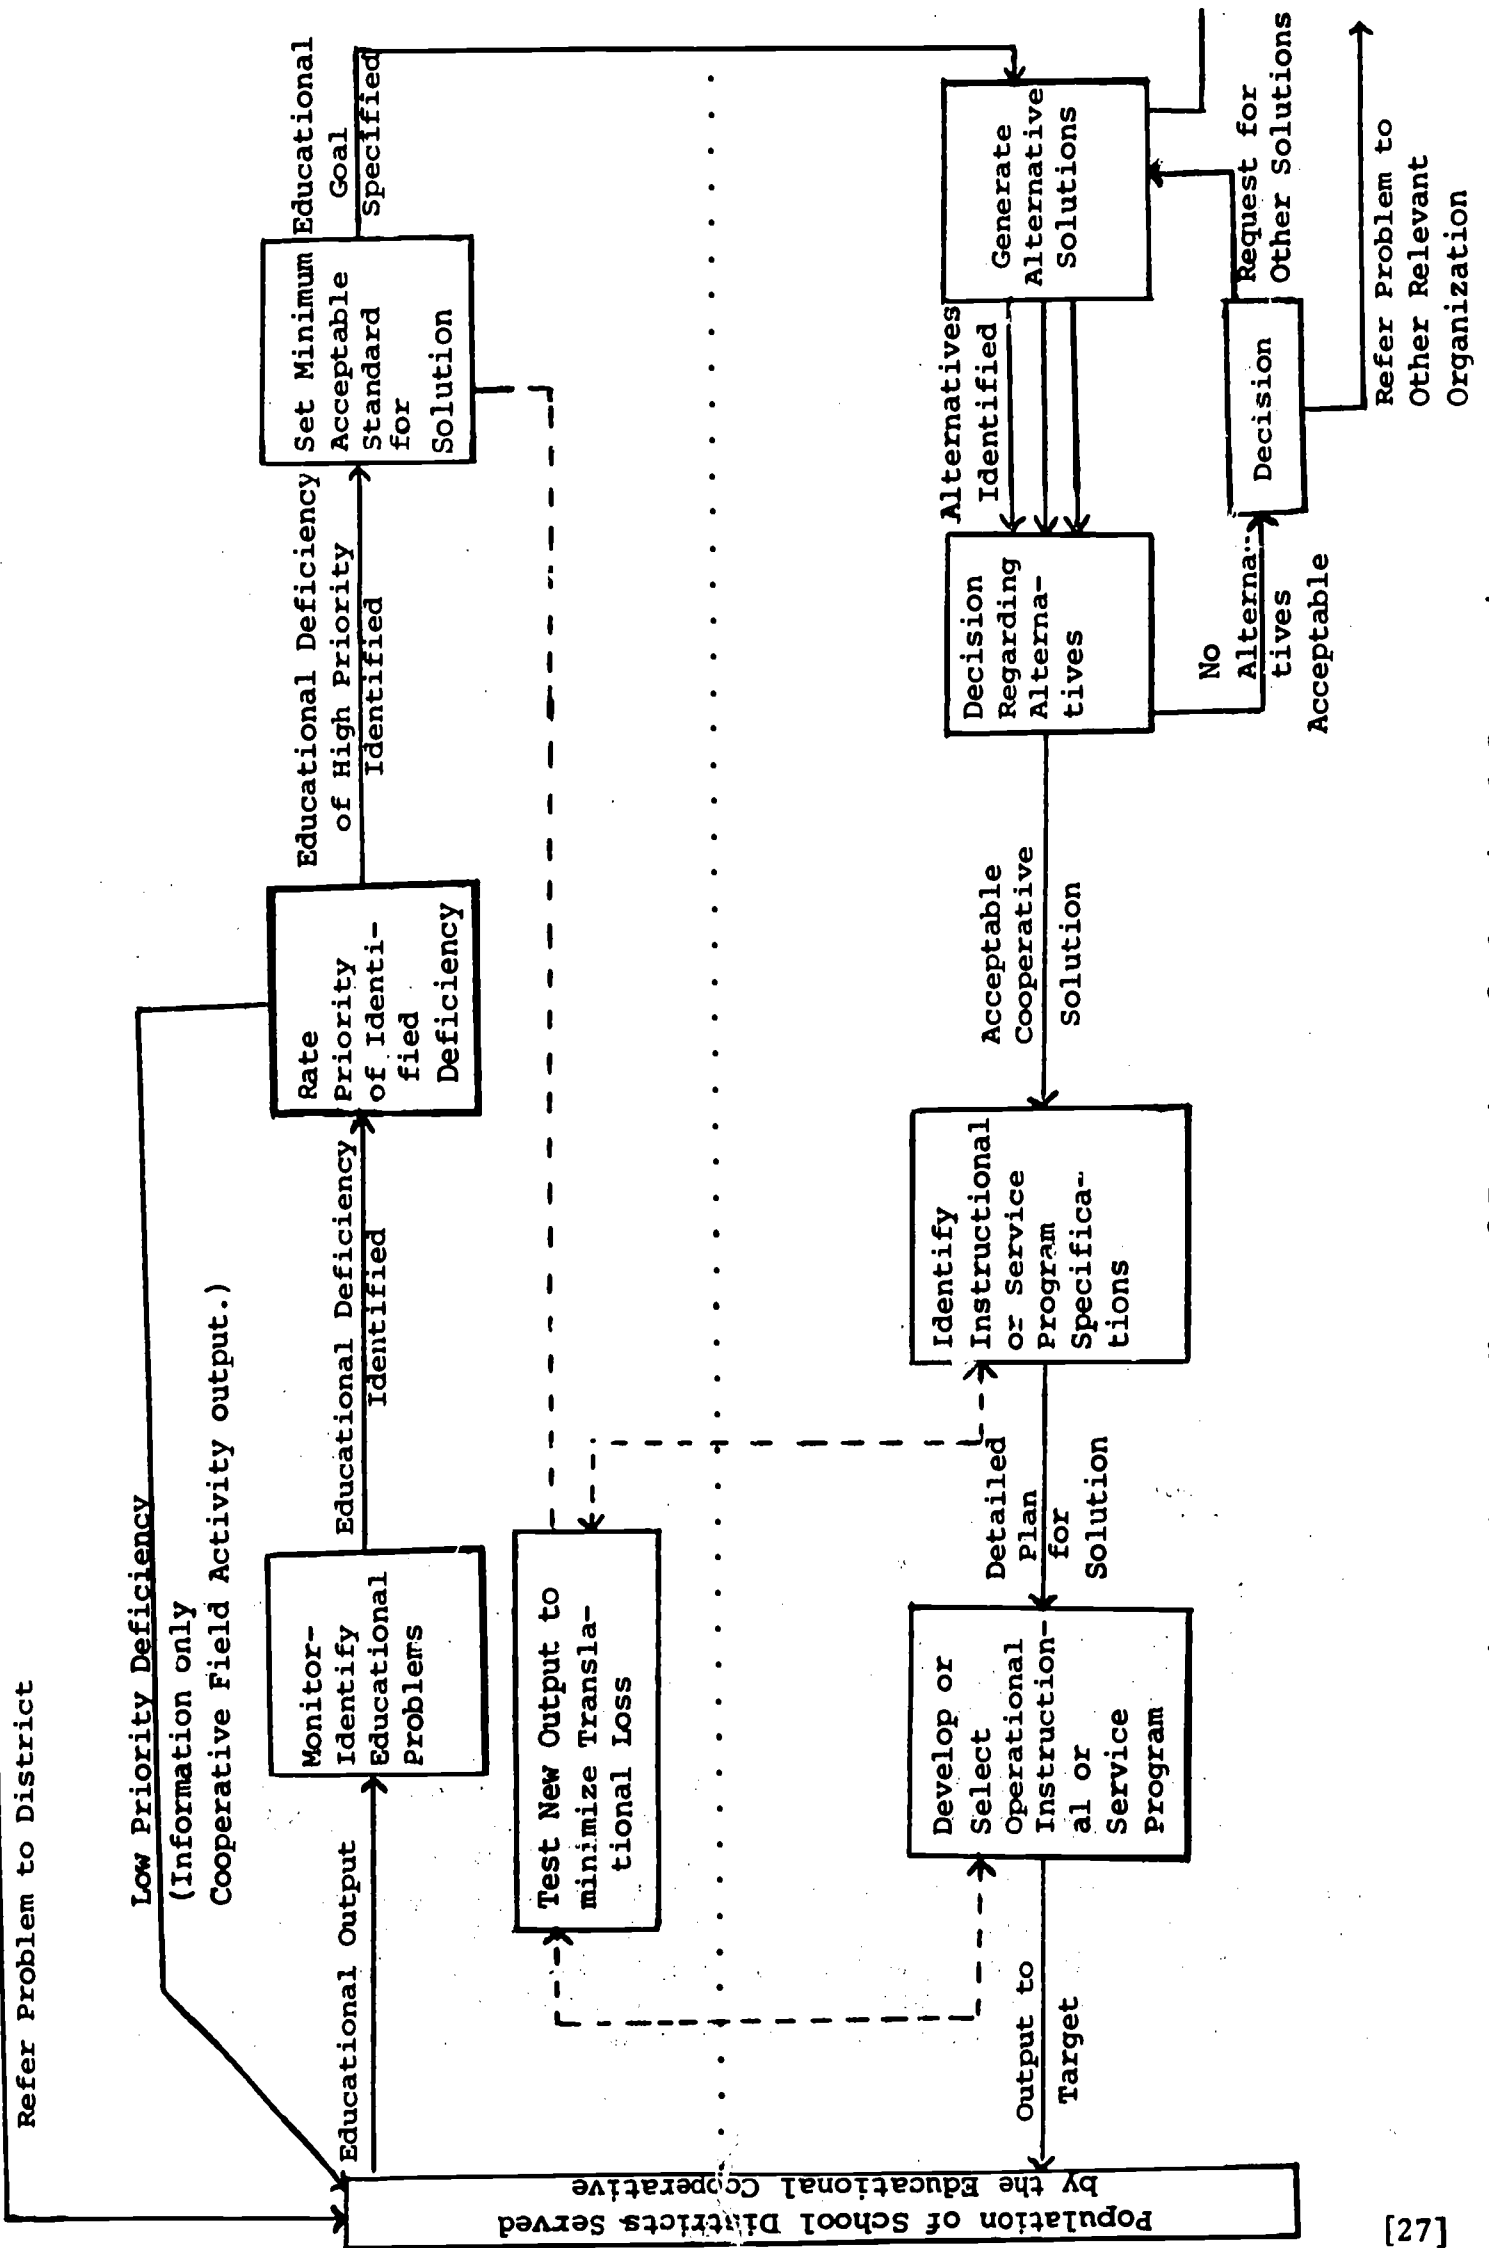 Refer Problem to District
Low Priority Deficiency
(Information only
Cooperative Field Activity output.)
Educational Output
Monitor-
Identify
Educational
Problems
Educational Deficiency
Identified
Rate
Priority
of Identi-
fied
Deficiency
Educational Deficiency
of High Priority
Identified
Set Minimum
Acceptable
Standard
for
Solution
Educational
Goal
Specified
Test New Output to
minimize Transla-
tional Loss
Population of School Districts Served
by the Educational Cooperative
Output to
Target
Develop or
Select
Operational
Instruction-
al or
Service
Program
Detailed
Plan
for
Solution
Identify
Instructional
or Service
Program
Specifica-
tions
Acceptable
Cooperative
Solution
Decision
Regarding
Alterna-
tives
Alternatives
Identified
Generate
Alternative
Solutions
No
Alterna-
tives
Acceptable
Decision
Request for
Other Solutions
Refer Problem to
Other Relevant
Organization
[27]